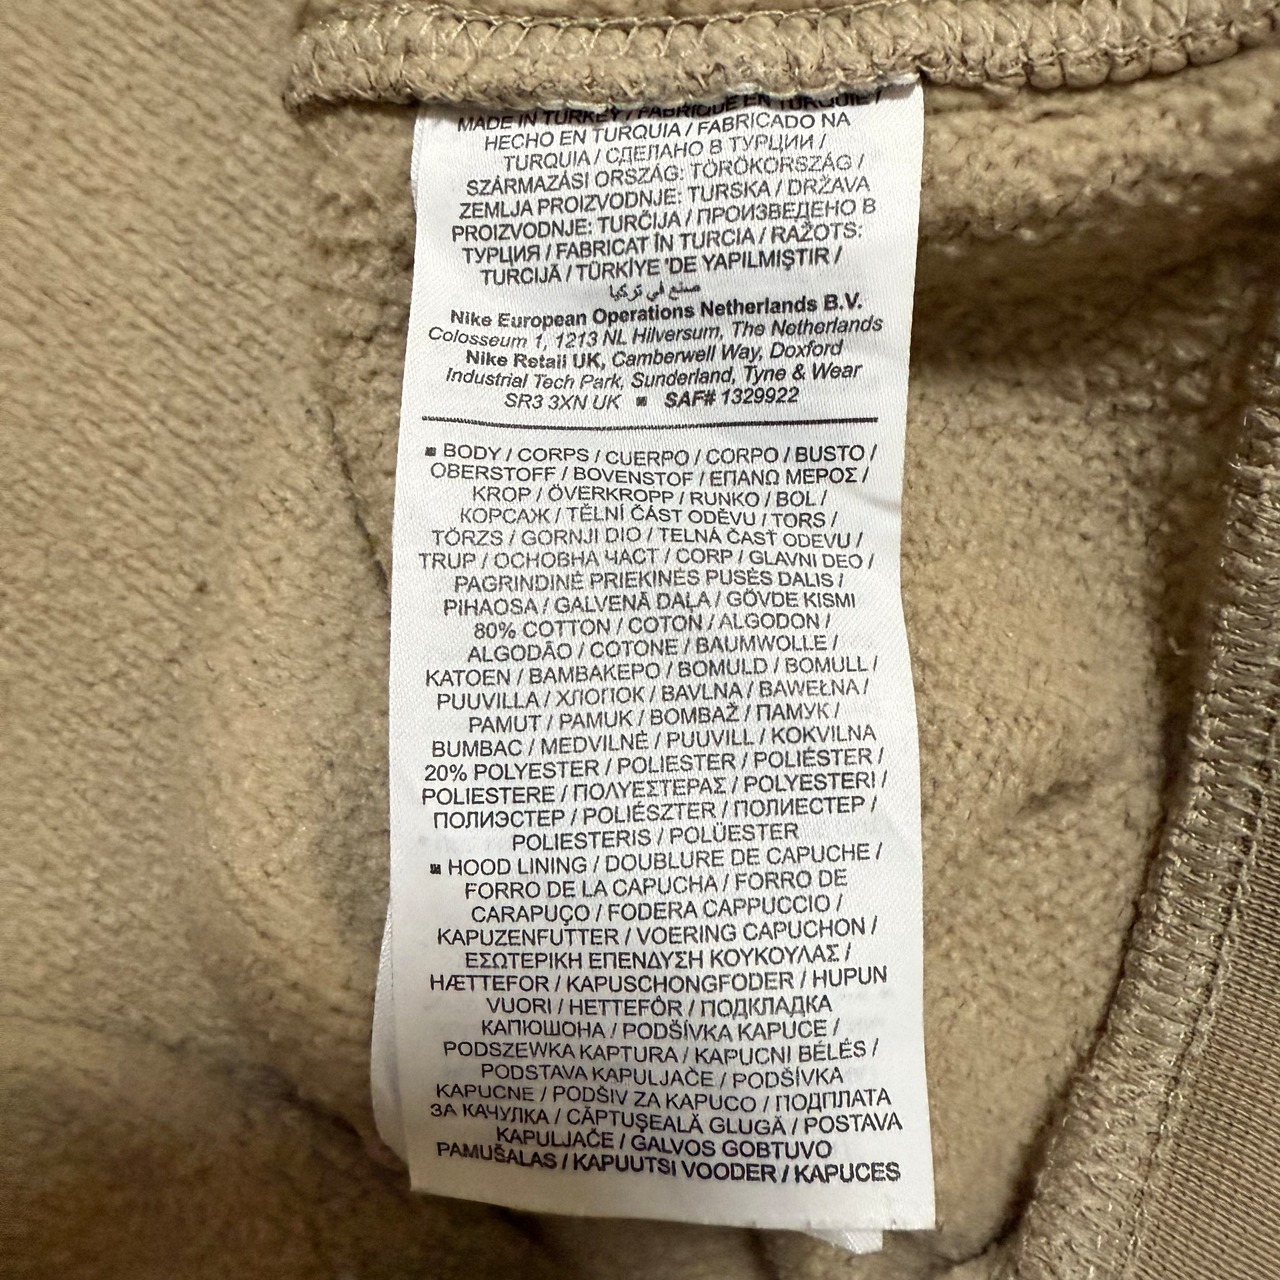 MADE IN TURKEY / FABRIQUÉ EN TURQUIE /
HECHO EN TURQUIA / FABRICADO NA
TURQUIA / СДЕЛАНО В ТУРЦИИ /
SZÁRMAZÁSI ORSZÁG: TÖRÖKORSZÁG /
ZEMLJA PROIZVODNJE: TURSKA / DRŽAVA
PROIZVODNJE: TURČIJA / ПРОИЗВЕДЕНО В
ТУРЦИЯ / FABRICAT ÎN TURCIA / RAŽOTS:
TURCIJĀ / TÜRKİYE 'DE YAPILMIŞTIR /
صنع في تركيا
Nike European Operations Netherlands B.V.
Colosseum 1, 1213 NL Hilversum, The Netherlands
Nike Retail UK, Camberwell Way, Doxford
Industrial Tech Park, Sunderland, Tyne & Wear
SR3 3XN UK ■ SAF# 1329922
■ BODY / CORPS / CUERPO / CORPO / BUSTO /
OBERSTOFF / BOVENSTOF / ΕΠΑΝΩ ΜΕΡΟΣ /
KROP / ÖVERKROPP / RUNKO / BOL /
КОРСАЖ / TĚLNÍ ČÁST ODĚVU / TORS /
TÖRZS / GORNJI DIO / TELNÁ ČASŤ ODEVU /
TRUP / ОСНОВНА ЧАСТ / CORP / GLAVNI DEO /
PAGRINDINĖ PRIEKINĖS PUSĖS DALIS /
PIHAOSA / GALVENĀ DAĻA / GÖVDE KISMI
80% COTTON / COTON / ALGODON /
ALGODÃO / COTONE / BAUMWOLLE /
KATOEN / ΒΑΜΒΑΚΕΡΟ / BOMULD / BOMULL /
PUUVILLA / ХЛОПОК / BAVLNA / BAWEŁNA /
PAMUT / PAMUK / BOMBAŽ / ПАМУК /
BUMBAC / MEDVILNĖ / PUUVILL / KOKVILNA
20% POLYESTER / POLIESTER / POLIÉSTER /
POLIESTERE / ΠΟΛΥΕΣΤΕΡΑΣ / POLYESTERI /
ПОЛИЭСТЕР / POLIÉSZTER / ПОЛИЕСТЕР /
POLIESTERIS / POLÜESTER
■ HOOD LINING / DOUBLURE DE CAPUCHE /
FORRO DE LA CAPUCHA / FORRO DE
CARAPUÇO / FODERA CAPPUCCIO /
KAPUZENFUTTER / VOERING CAPUCHON /
ΕΣΩΤΕΡΙΚΗ ΕΠΕΝΔΥΣΗ ΚΟΥΚΟΥΛΑΣ /
HÆTTEFOR / KAPUSCHONGFODER / HUPUN
VUORI / HETTEFÔR / ПОДКЛАДКА
КАПЮШОНА / PODŠÍVKA KAPUCE /
PODSZEWKA KAPTURA / KAPUCNI BÉLÉS /
PODSTAVA KAPULJAČE / PODŠÍVKA
KAPUCNE / PODŠIV ZA KAPUCO / ПОДПЛАТА
ЗА КАЧУЛКА / CĂPTUŞEALĂ GLUGĂ / POSTAVA
KAPULJAČE / GALVOS GOBTUVO
PAMUŠALAS / KAPUUTSI VOODER / KAPUCES